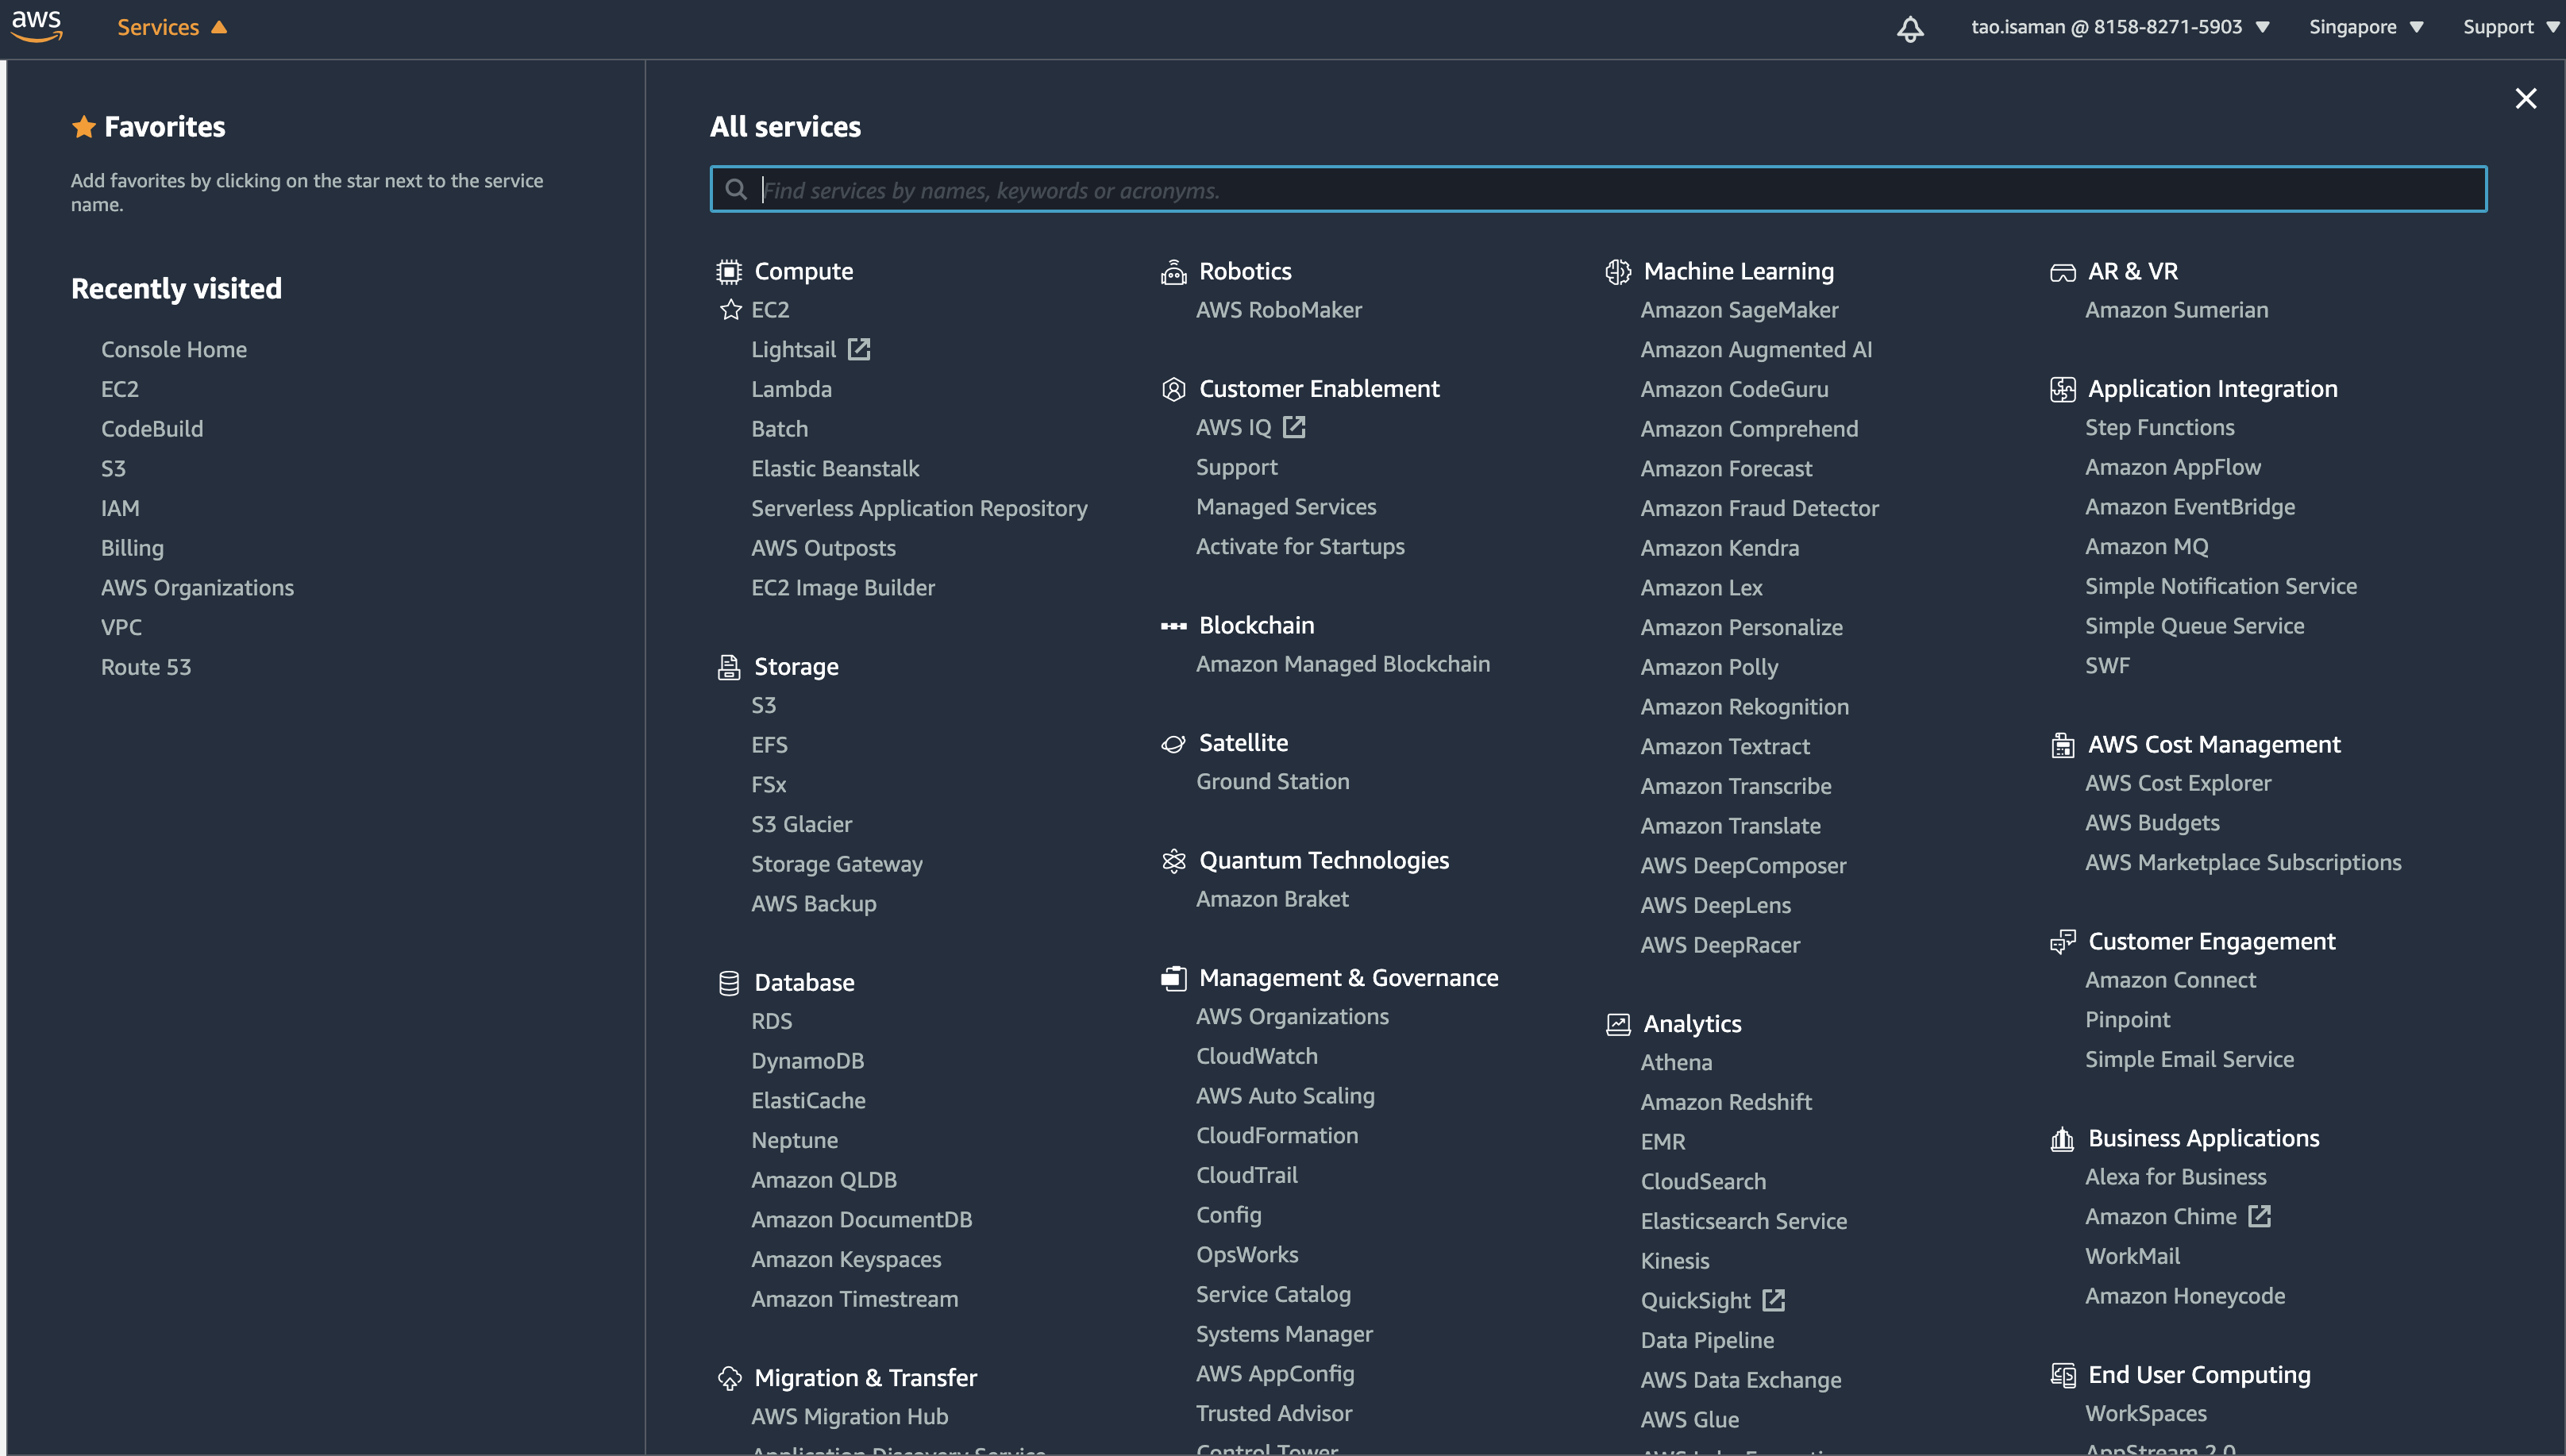 aws
Services
tao.isaman @ 8158-8271-5903
Singapore
Support
Favorites
Add favorites by clicking on the star next to the service
name.
Recently visited
Console Home
EC2
CodeBuild
S3
IAM
Billing
AWS Organizations
VPC
Route 53
All services
Find services by names, keywords or acronyms.
Compute
EC2
Lightsail
Lambda
Batch
Elastic Beanstalk
Serverless Application Repository
AWS Outposts
EC2 Image Builder
Storage
S3
EFS
FSx
S3 Glacier
Storage Gateway
AWS Backup
Database
RDS
DynamoDB
ElastiCache
Neptune
Amazon QLDB
Amazon DocumentDB
Amazon Keyspaces
Amazon Timestream
Migration & Transfer
AWS Migration Hub
Application Discovery Service
Robotics
AWS RoboMaker
Customer Enablement
AWS IQ
Support
Managed Services
Activate for Startups
Blockchain
Amazon Managed Blockchain
Satellite
Ground Station
Quantum Technologies
Amazon Braket
Management & Governance
AWS Organizations
CloudWatch
AWS Auto Scaling
CloudFormation
CloudTrail
Config
OpsWorks
Service Catalog
Systems Manager
AWS AppConfig
Trusted Advisor
Control Tower
Machine Learning
Amazon SageMaker
Amazon Augmented AI
Amazon CodeGuru
Amazon Comprehend
Amazon Forecast
Amazon Fraud Detector
Amazon Kendra
Amazon Lex
Amazon Personalize
Amazon Polly
Amazon Rekognition
Amazon Textract
Amazon Transcribe
Amazon Translate
AWS DeepComposer
AWS DeepLens
AWS DeepRacer
Analytics
Athena
Amazon Redshift
EMR
CloudSearch
Elasticsearch Service
Kinesis
QuickSight
Data Pipeline
AWS Data Exchange
AWS Glue
AWS Lake Formation
AR & VR
Amazon Sumerian
Application Integration
Step Functions
Amazon AppFlow
Amazon EventBridge
Amazon MQ
Simple Notification Service
Simple Queue Service
SWF
AWS Cost Management
AWS Cost Explorer
AWS Budgets
AWS Marketplace Subscriptions
Customer Engagement
Amazon Connect
Pinpoint
Simple Email Service
Business Applications
Alexa for Business
Amazon Chime
WorkMail
Amazon Honeycode
End User Computing
WorkSpaces
AppStream 2.0